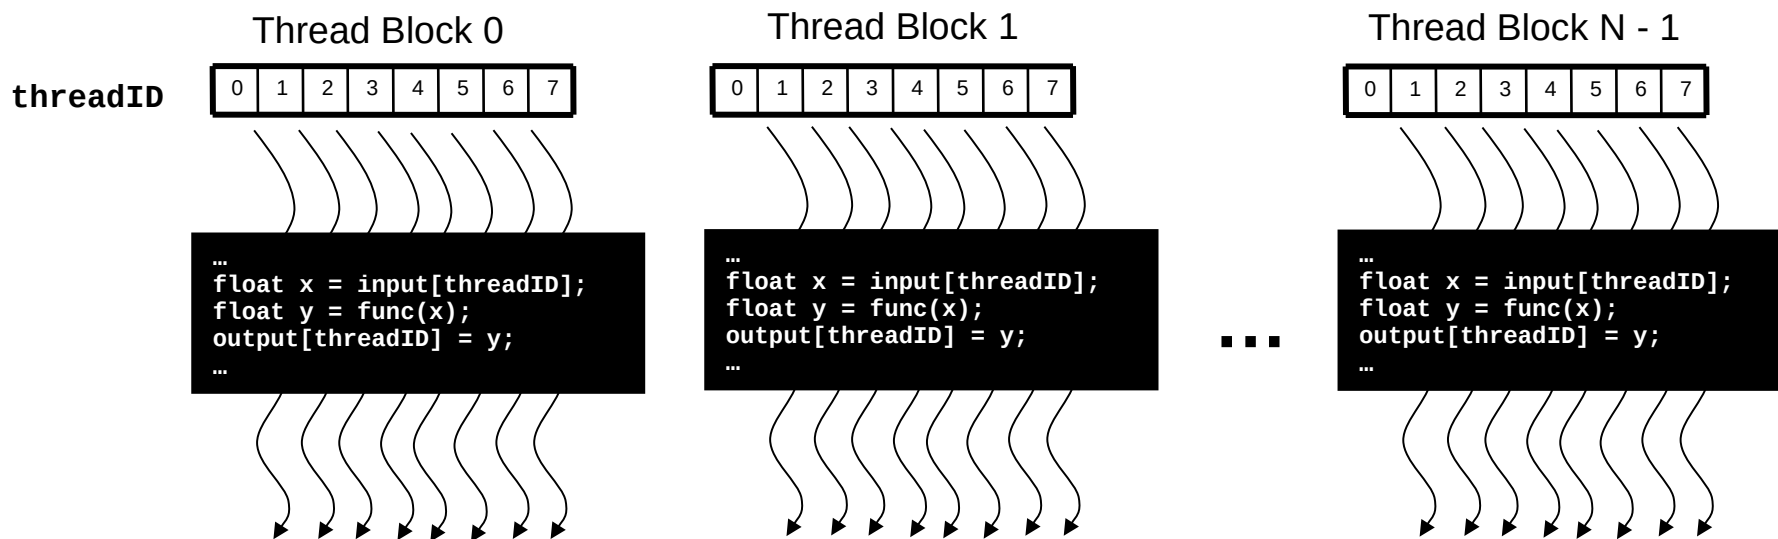 Thread Block 0
Thread Block 1
Thread Block N - 1
threadID
0 1 2 3 4 5 6 7
0 1 2 3 4 5 6 7
0 1 2 3 4 5 6 7
…
float x = input[threadID];
float y = func(x);
output[threadID] = y;
…
…
float x = input[threadID];
float y = func(x);
output[threadID] = y;
…
...
…
float x = input[threadID];
float y = func(x);
output[threadID] = y;
…